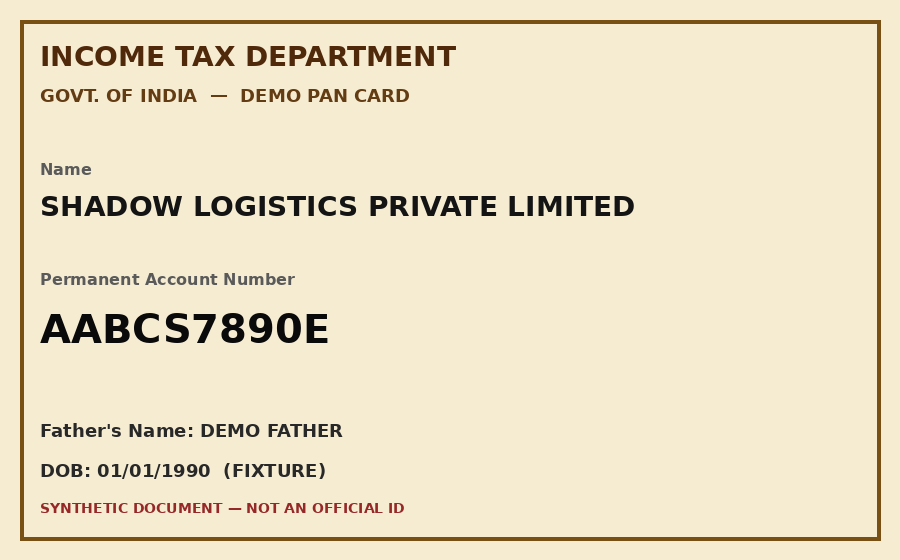 INCOME TAX DEPARTMENT
GOVT. OF INDIA — DEMO PAN CARD
Name
SHADOW LOGISTICS PRIVATE LIMITED
Permanent Account Number
AABCS7890E
Father's Name: DEMO FATHER
DOB: 01/01/1990 (FIXTURE)
SYNTHETIC DOCUMENT — NOT AN OFFICIAL ID